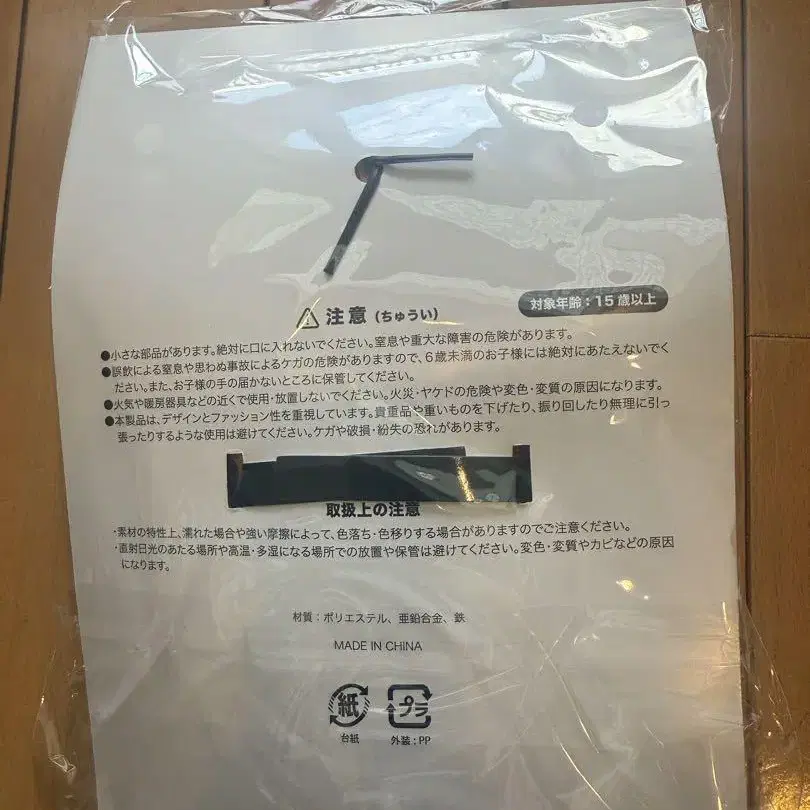 対象年齢：15歳以上
注意（ちゅうい）
●小さな部品があります。絶対に口に入れないでください。窒息や重大な障害の危険があります。
●誤飲による窒息や思わぬ事故によるケガの危険がありますので、6歳未満のお子様には絶対にあたえないでく
ださい。また、お子様の手の届かないところに保管してください。
●火気や暖房器具などの近くで使用・放置しないでください。火災・ヤケドの危険や変色・変質の原因になります。
●本製品は、デザインとファッション性を重視しています。貴重品や重いものを下げたり、振り回したり無理に引っ
張ったりするような使用は避けてください。ケガや破損・紛失の恐れがあります。
取扱上の注意
・素材の特性上、濡れた場合や強い摩擦によって、色落ち・色移りする場合がありますのでご注意ください。
・直射日光のあたる場所や高温・多湿になる場所での放置や保管は避けてください。変色・変質やカビなどの原因
になります。
材質：ポリエステル、亜鉛合金、鉄
MADE IN CHINA
紙 プラ
台紙 外装：PP